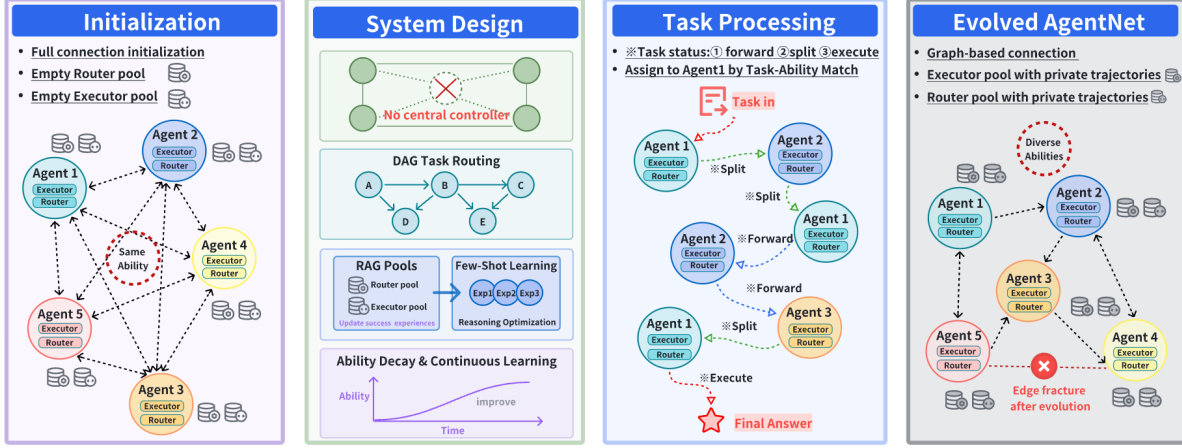 Initialization
• Full connection initialization
• Empty Router pool
• Empty Executor pool
Agent 2
Executor
Router
Agent 1
Executor
Router
Agent 4
Executor
Router
Same
Ability
Agent 5
Executor
Router
Agent 3
Executor
Router
System Design
No central controller
DAG Task Routing
A
B
C
D
E
RAG Pools
Router pool
Executor pool
Update success experiences
Few-Shot Learning
Exp1
Exp2
Exp3
Reasoning Optimization
Ability Decay & Continuous Learning
Ability
improve
Time
Task Processing
• ※Task status:① forward ②split ③execute
• Assign to Agent1 by Task-Ability Match
Task in
Agent 1
Executor
Router
※Split
Agent 2
Executor
Router
※Split
Agent 1
Executor
Router
※Forward
Agent 2
Executor
Router
※Forward
Agent 3
Executor
Router
※Split
Agent 1
Executor
Router
※Execute
Final Answer
Evolved AgentNet
• Graph-based connection
• Executor pool with private trajectories
• Router pool with private trajectories
Diverse
Abilities
Agent 1
Executor
Router
Agent 2
Executor
Router
Agent 3
Executor
Router
Agent 5
Executor
Router
Agent 4
Executor
Router
Edge fracture
after evolution